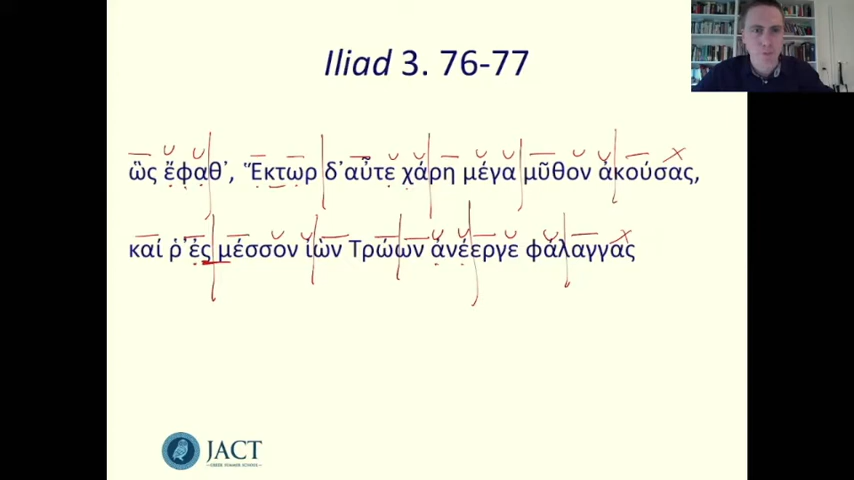 Iliad 3. 76-77
ὣς ἔφαθ᾽, Ἕκτωρ δ᾽αὖτε χάρη μέγα μῦθον ἀκούσας,
καί ῥ᾽ἐς μέσσον ἰὼν Τρώων ἀνέεργε φάλαγγας
JACT